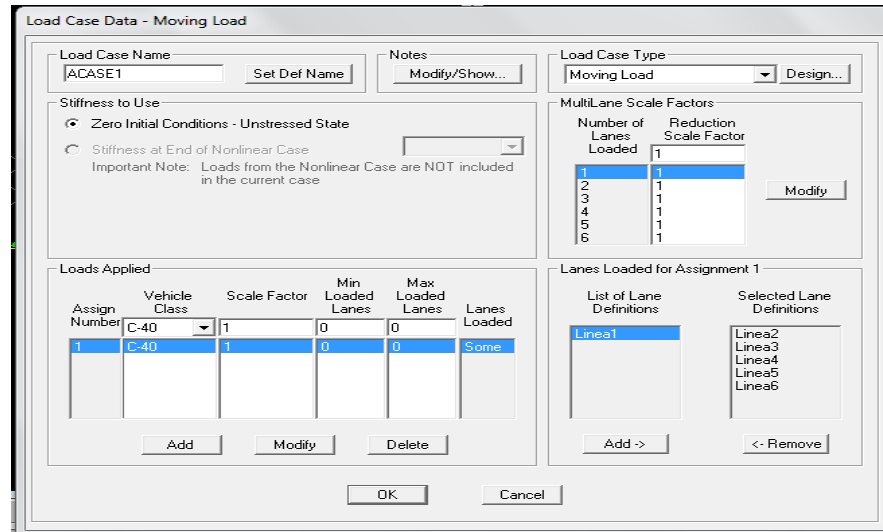 Load Case Data - Moving Load
Load Case Name
ACASE1
Set Def Name
Notes
Modify/Show...
Load Case Type
Moving Load
Design...
Stiffness to Use
Zero Initial Conditions - Unstressed State
Stiffness at End of Nonlinear Case
Important Note: Loads from the Nonlinear Case are NOT included
in the current case
MultiLane Scale Factors
Number of Lanes Loaded
Reduction Scale Factor
1
1 1
2 1
3 1
4 1
5 1
6 1
Modify
Loads Applied
Assign Number
Vehicle Class
Scale Factor
Min Loaded Lanes
Max Loaded Lanes
Lanes Loaded
C-40 1 0 0
1 C-40 1 0 0 Some
Add
Modify
Delete
Lanes Loaded for Assignment 1
List of Lane Definitions
Linea1
Selected Lane Definitions
Linea2
Linea3
Linea4
Linea5
Linea6
Add ->
<- Remove
OK
Cancel